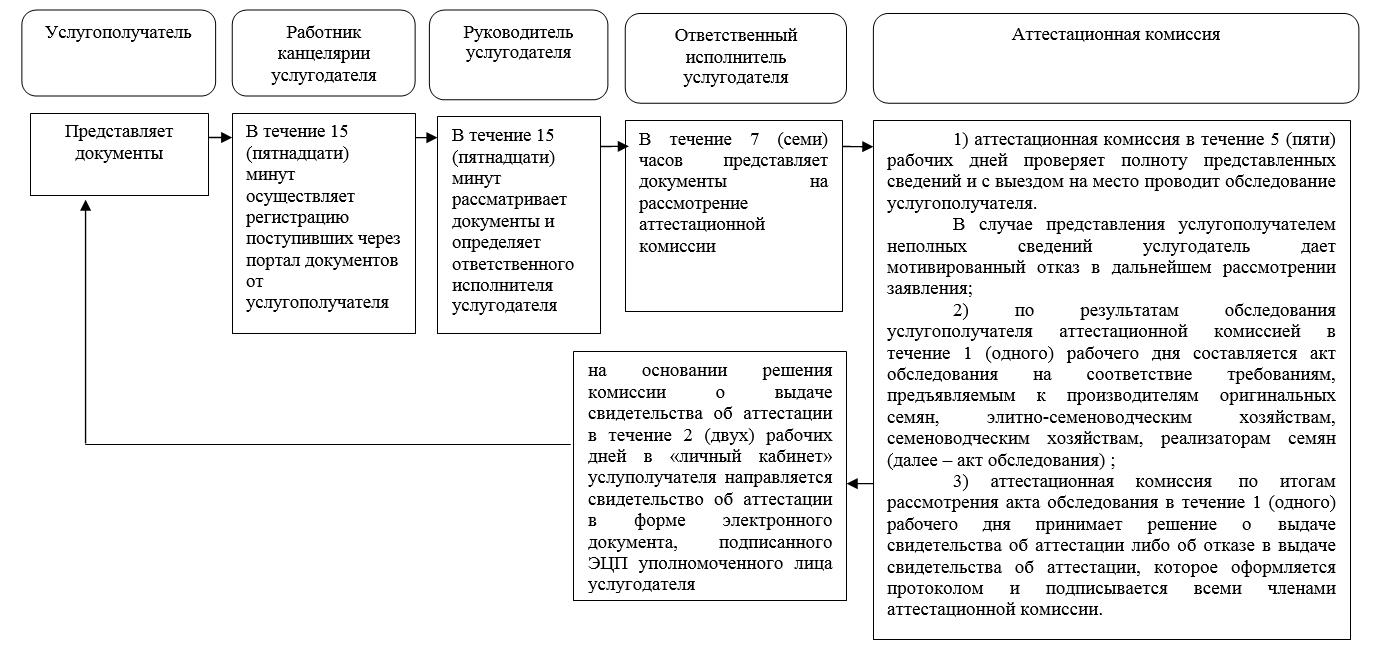 Услугополучатель
Работник
канцелярии
услугодателя
Руководитель
услугодателя
Ответственный
исполнитель
услугодателя
Аттестационная комиссия
Представляет
документы
В течение 15
(пятнадцати)
минут
осуществляет
регистрацию
поступивших через
портал документов
от
услугополучателя
В течение 15
(пятнадцати)
минут
рассматривает
документы и
определяет
ответственного
исполнителя
услугодателя
В течение 7 (семи)
часов представляет
документы на
рассмотрение
аттестационной
комиссии
1) аттестационная комиссия в течение 5 (пяти)
рабочих дней проверяет полноту представленных
сведений и с выездом на место проводит обследование
услугополучателя.
В случае представления услугополучателем
неполных сведений услугодатель дает
мотивированный отказ в дальнейшем рассмотрении
заявления;
2) по результатам обследования
услугополучателя аттестационной комиссией в
течение 1 (одного) рабочего дня составляется акт
обследования на соответствие требованиям,
предъявляемым к производителям оригинальных
семян, элитно-семеноводческим хозяйствам,
семеноводческим хозяйствам, реализаторам семян
(далее – акт обследования) ;
3) аттестационная комиссия по итогам
рассмотрения акта обследования в течение 1 (одного)
рабочего дня принимает решение о выдаче
свидетельства об аттестации либо об отказе в выдаче
свидетельства об аттестации, которое оформляется
протоколом и подписывается всеми членами
аттестационной комиссии.
на основании решения
комиссии о выдаче
свидетельства об аттестации
в течение 2 (двух) рабочих
дней в «личный кабинет»
услуполучателя направляется
свидетельство об аттестации
в форме электронного
документа, подписанного
ЭЦП уполномоченного лица
услугодателя